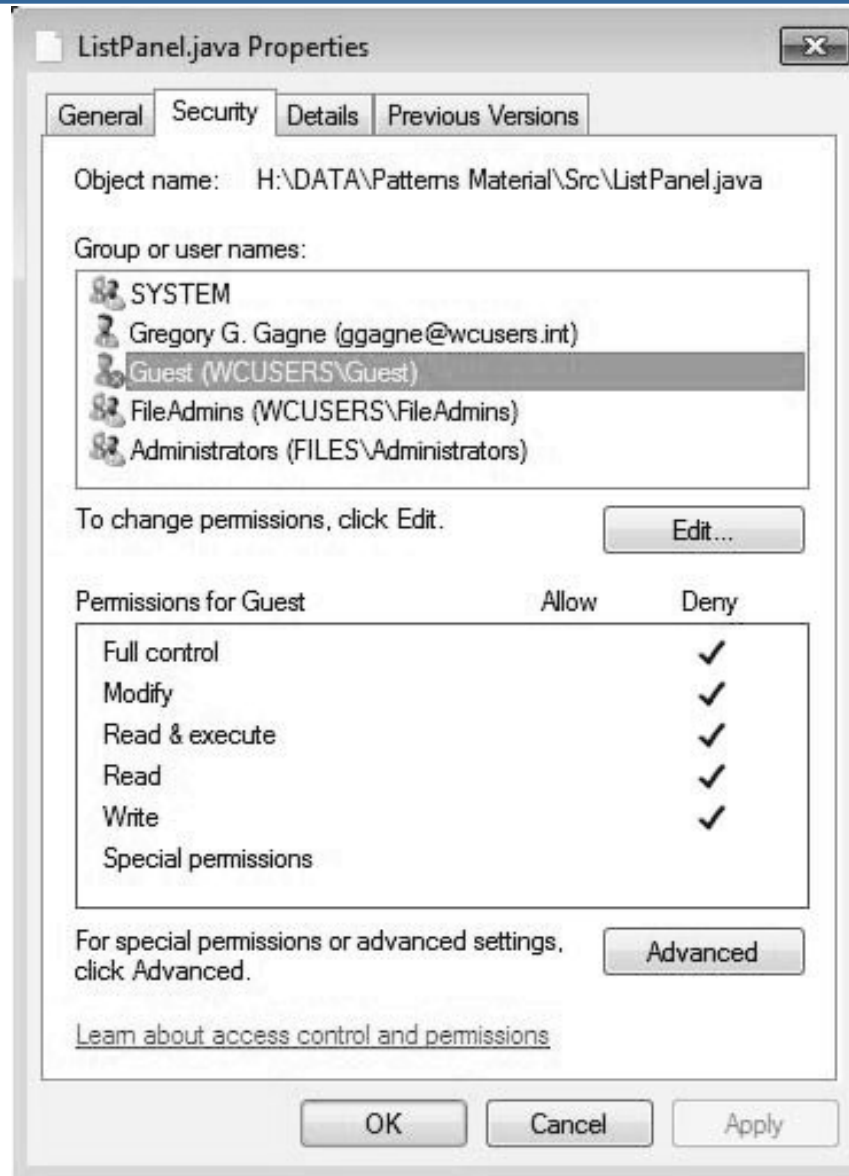 ListPanel.java Properties
General Security Details Previous Versions
Object name: H:\DATA\Patterns Material\Src\ListPanel.java
Group or user names:
SYSTEM
Gregory G. Gagne (ggagne@wcusers.int)
Guest (WCUSERS\Guest)
FileAdmins (WCUSERS\FileAdmins)
Administrators (FILES\Administrators)
To change permissions, click Edit.
Edit...
Permissions for Guest Allow Deny
Full control
Modify
Read & execute
Read
Write
Special permissions
For special permissions or advanced settings,
click Advanced.
Advanced
Learn about access control and permissions
OK Cancel Apply